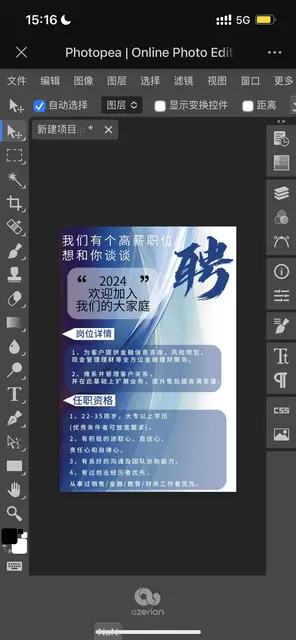 15:16
5G
Photopea | Online Photo Edit
文件 编辑 图像 图层 选择 滤镜 视图 窗口 更多
自动选择 图层 显示变换控件 距离
新建项目.p *
我们有个高薪职位
想和你谈谈
聘
“ 2024 ”
欢迎加入
我们的大家庭
岗位详情
1、为客户提供金融信息咨询、风险规划、
现金管理理财等全方位金融理财服务。
2、维系并管理客户关系，
并在此基础上扩展业务，提升售后服务满意度。
任职资格
1、22-35周岁，大专以上学历
(优秀条件者可放宽要求)。
2、有积极的进取心、自信心、
责任心和自律心。
3、有良好的沟通及团队协助能力。
4、有过创业经历者优先。
从事过销售/金融/教育/财务工作者优先。
CSS
azerion
NaN